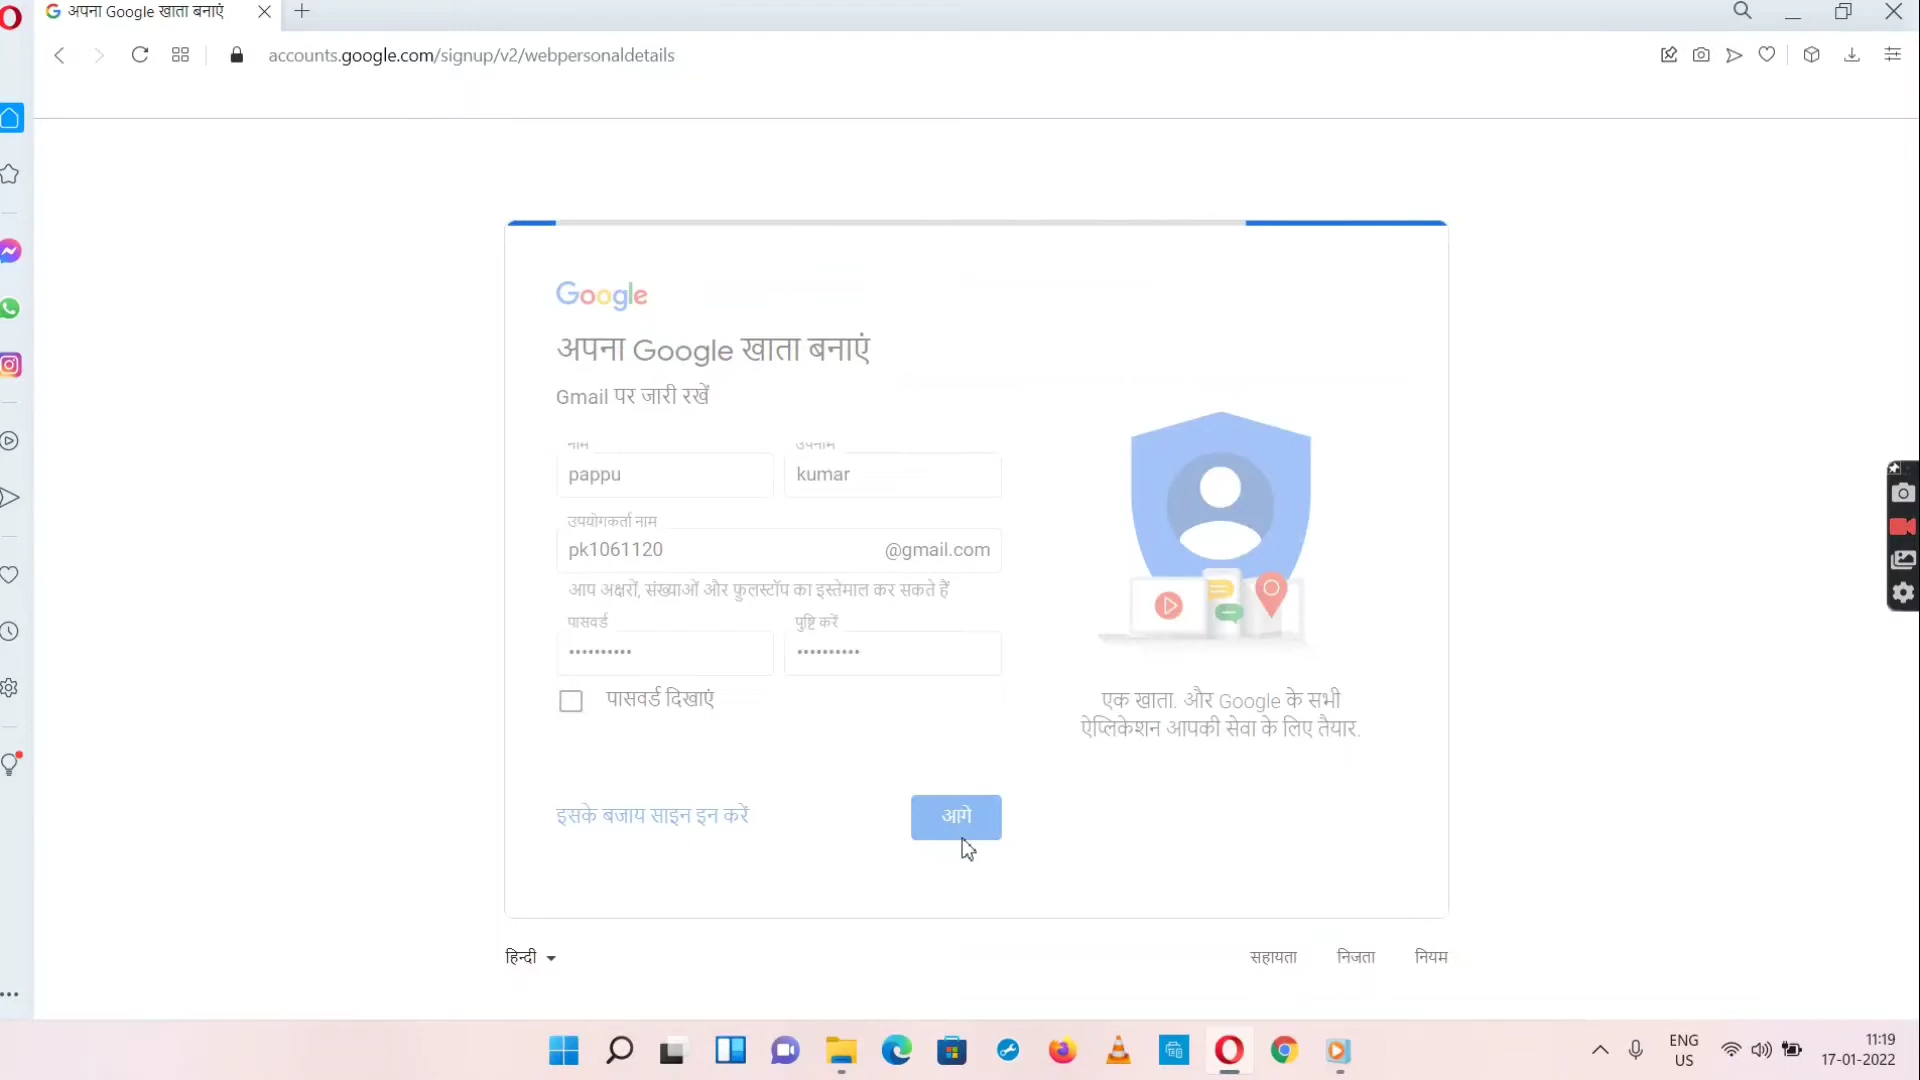 अपना Google खाता बनाएं
accounts.google.com/signup/v2/webpersonaldetails
Google
अपना Google खाता बनाएं
Gmail पर जारी रखें
नाम उपनाम
pappu kumar
उपयोगकर्ता नाम
pk1061120 @gmail.com
आप अक्षरों, संख्याओं और फ़ुलस्टॉप का इस्तेमाल कर सकते हैं
पासवर्ड पुष्टि करें
•••••••••• ••••••••••
पासवर्ड दिखाएं
एक खाता. और Google के सभी
ऐप्लिकेशन आपकी सेवा के लिए तैयार.
इसके बजाय साइन इन करें आगे
हिन्दी सहायता निजता नियम
ENG 11:19
US 17-01-2022